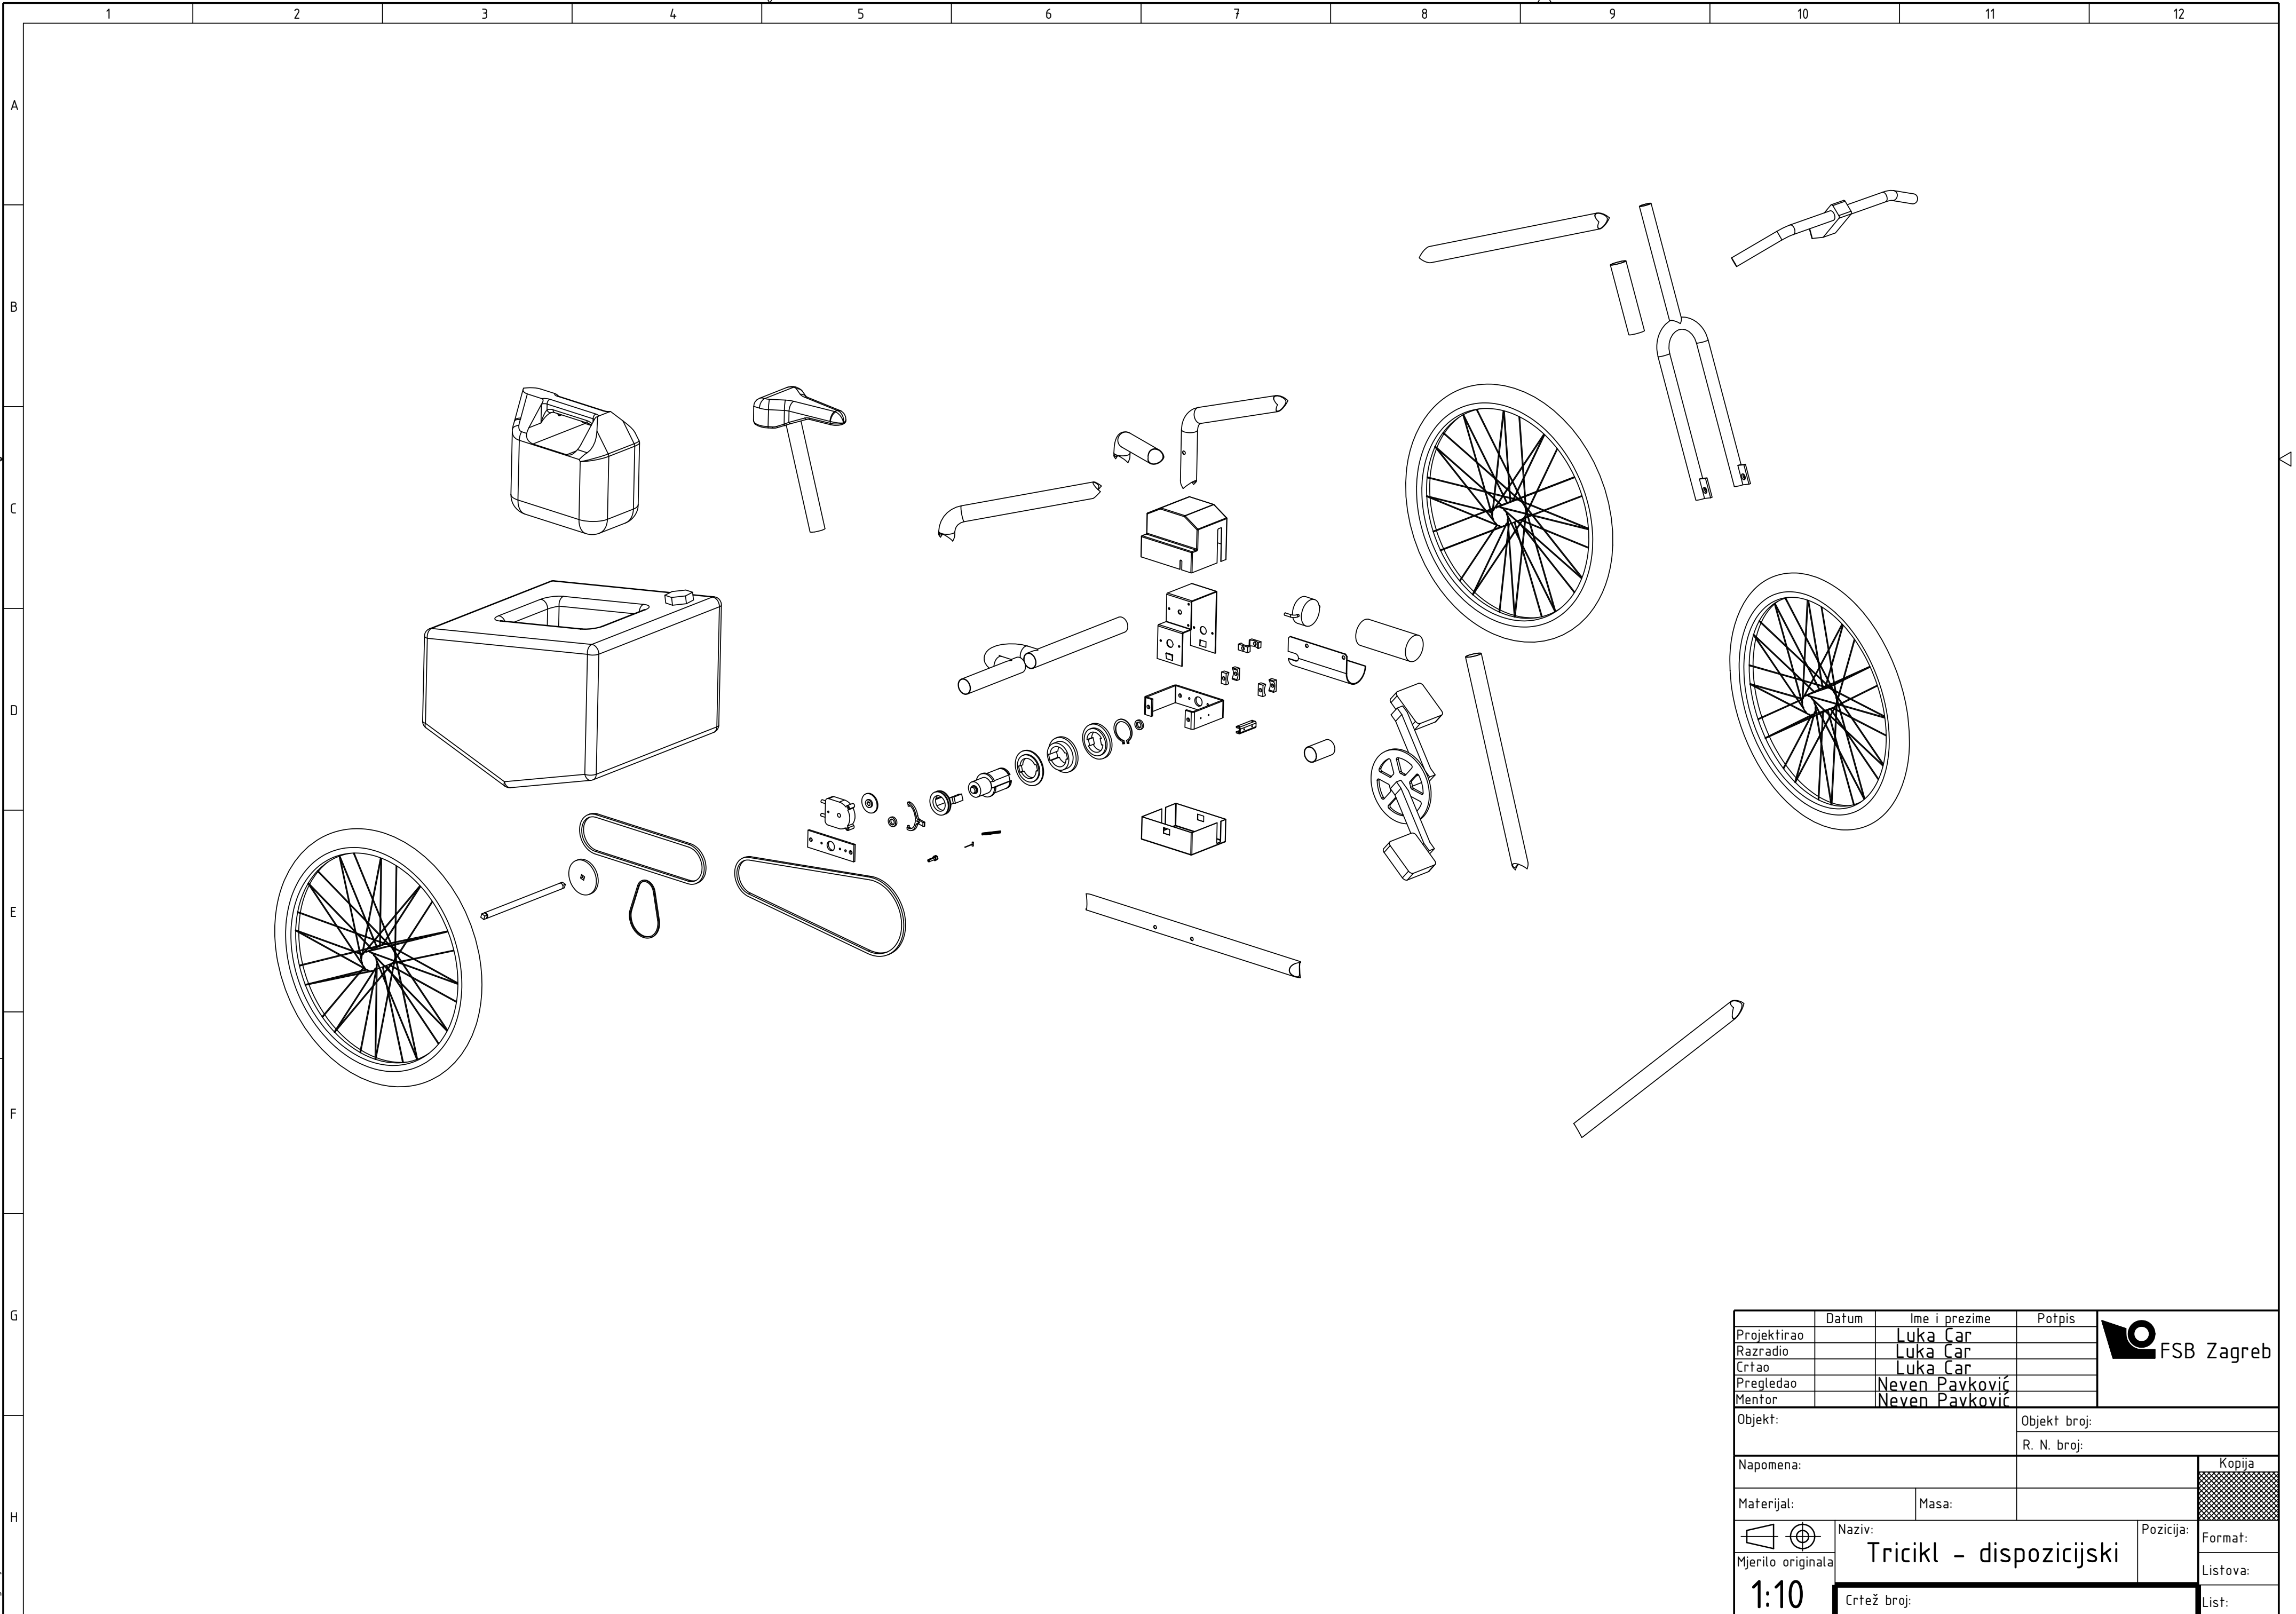 1 2 3 4 5 6 7 8 9 10 11 12
A
B
C
D
E
F
G
H
Datum Ime i prezime Potpis
Projektirao Luka Car
Razradio Luka Car
Crtao Luka Car
Pregledao Neven Pavković
Mentor Neven Pavković
FSB Zagreb
Objekt: Objekt broj:
R. N. broj:
Napomena: Kopija
Materijal: Masa:
Naziv: Pozicija: Format:
Tricikl - dispozicijski
Mjerilo originala Listova:
1:10 Crtež broj: List: